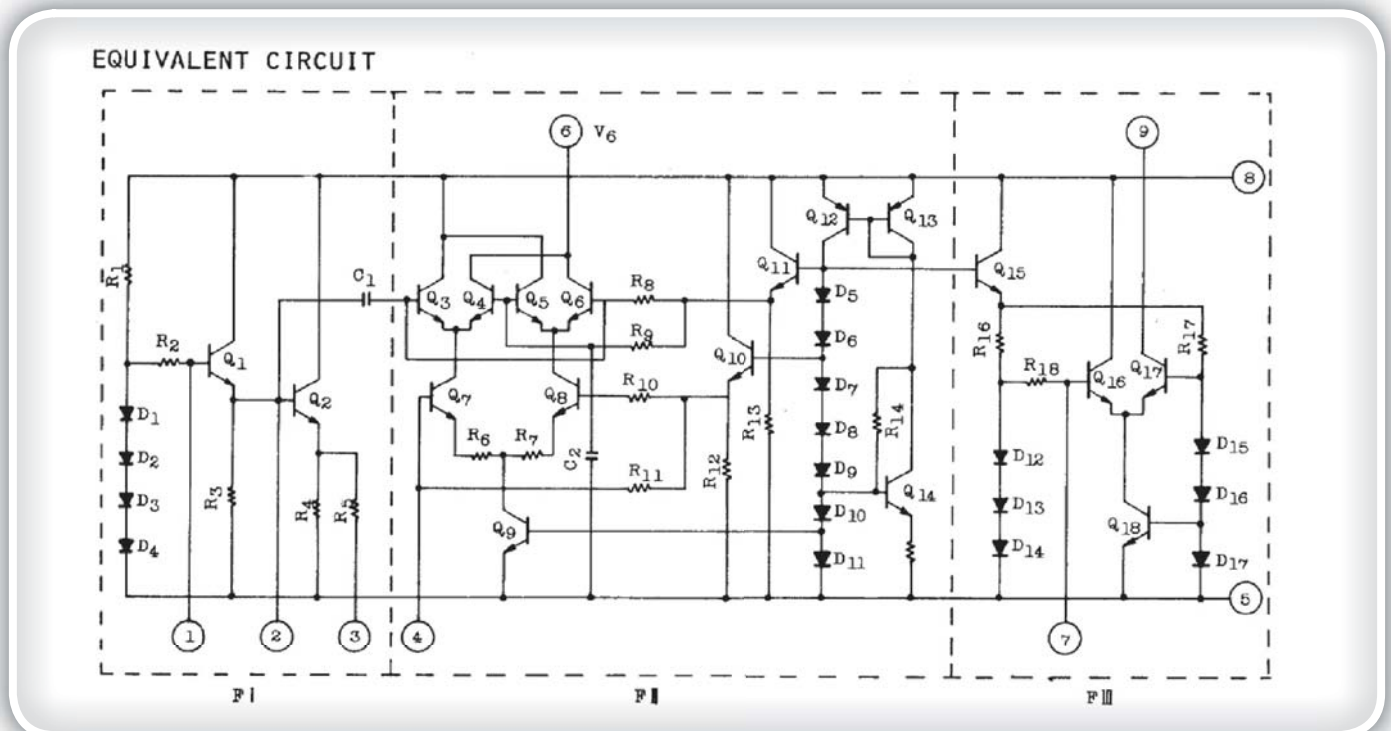 EQUIVALENT CIRCUIT
6 V6
9
8
R1
R2
Q1
Q2
D1
D2
D3
D4
R3
R4
R5
C1
Q3
Q4
Q5
Q6
R8
R9
Q7
Q8
R10
R6
R7
C2
R11
Q9
Q10
R12
R13
Q11
Q12
Q13
D5
D6
D7
D8
D9
D10
D11
R14
Q14
Q15
R16
R17
R18
Q16
Q17
D12
D13
D14
D15
D16
D17
Q18
5
1
2
3
4
7
F I
F II
F III